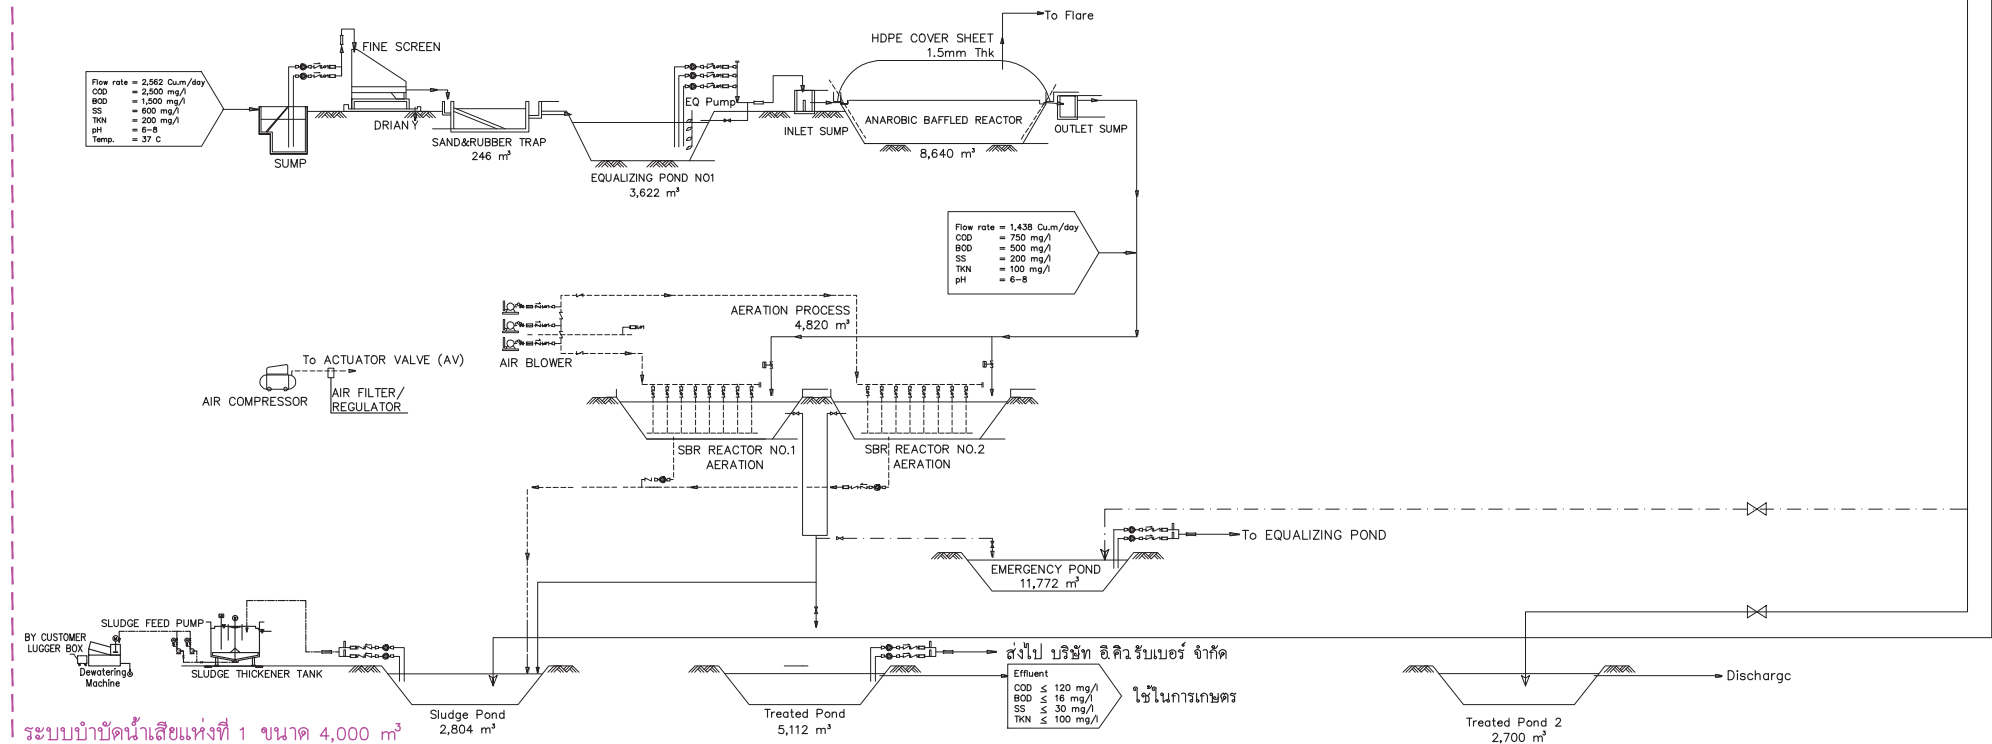 To Flare
HDPE COVER SHEET
1.5mm Thk
FINE SCREEN
Flow rate = 2,562 Cu.m/day
COD = 2,500 mg/l
BOD = 1,500 mg/l
SS = 600 mg/l
TKN = 200 mg/l
pH = 6-8
Temp. = 37 C
SUMP
DRIANY
SAND&RUBBER TRAP
246 m³
EQ Pump
EQUALIZING POND NO1
3,622 m³
INLET SUMP
ANAROBIC BAFFLED REACTOR
8,640 m³
OUTLET SUMP
Flow rate = 1,438 Cu.m/day
COD = 750 mg/l
BOD = 500 mg/l
SS = 200 mg/l
TKN = 100 mg/l
pH = 6-8
AERATION PROCESS
4,820 m³
AIR BLOWER
To ACTUATOR VALVE (AV)
AIR COMPRESSOR
AIR FILTER/
REGULATOR
SBR REACTOR NO.1
AERATION
SBR REACTOR NO.2
AERATION
To EQUALIZING POND
EMERGENCY POND
11,772 m³
SLUDGE FEED PUMP
BY CUSTOMER
LUGGER BOX
Dewatering
Machine
SLUDGE THICKENER TANK
Sludge Pond
2,804 m³
Treated Pond
5,112 m³
ส่งไป บริษัท อี.คิว.รับเบอร์ จำกัด
Effluent
COD ≤ 120 mg/l
BOD ≤ 16 mg/l
SS ≤ 30 mg/l
TKN ≤ 100 mg/l
ใช้ในการเกษตร
Discharge
Treated Pond 2
2,700 m³
ระบบบำบัดน้ำเสียแห่งที่ 1 ขนาด 4,000 m³